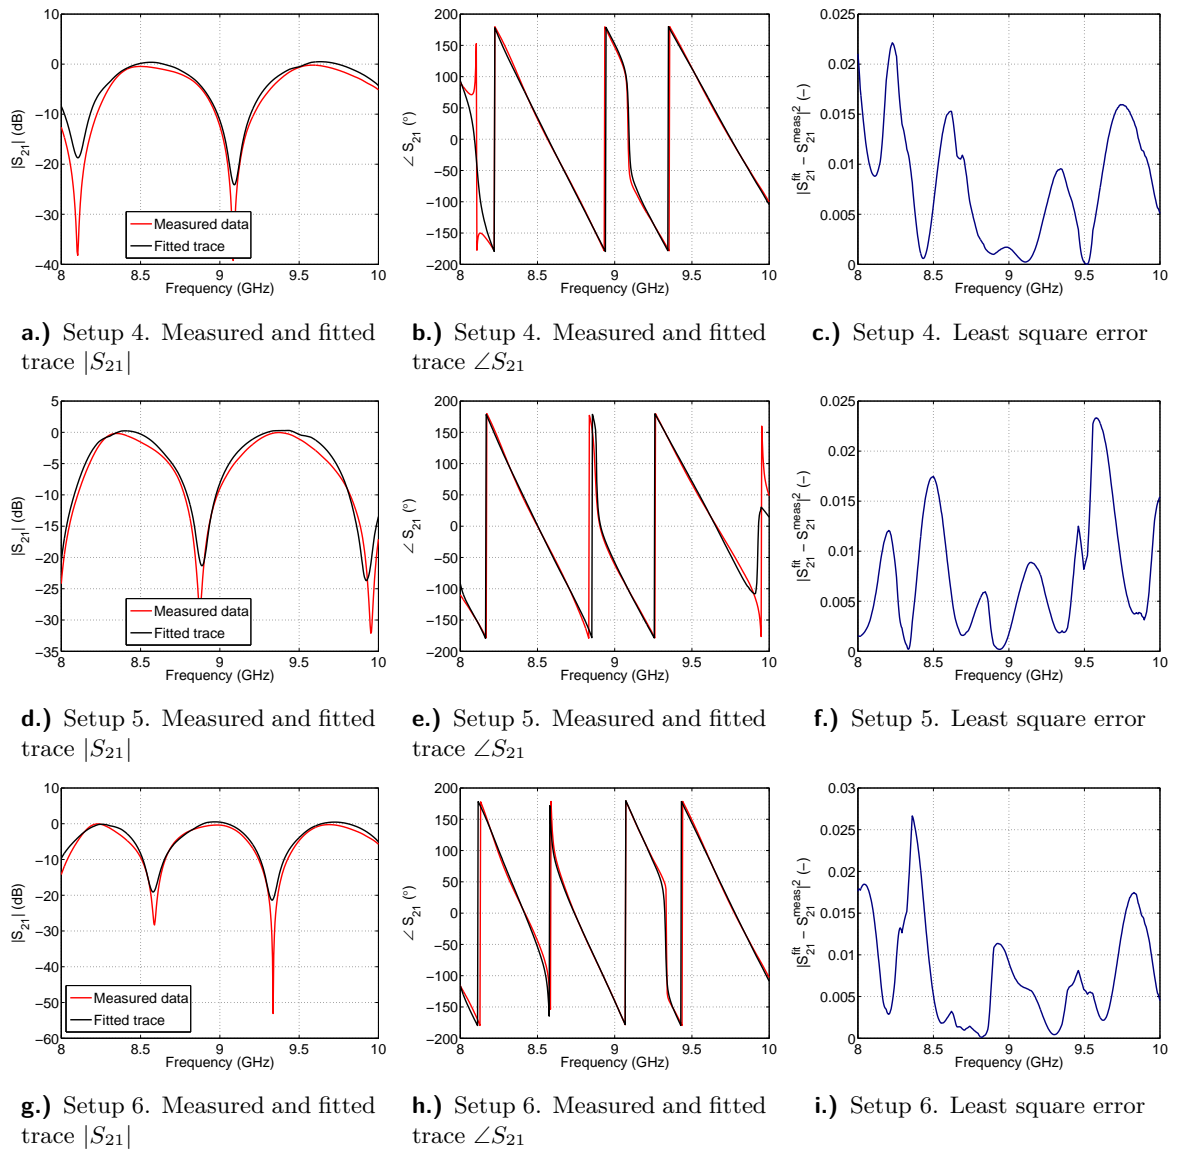 10
0
−10
−20
−30
−40
8
8.5
9
9.5
10
Frequency (GHz)
|S21| (dB)
Measured data
Fitted trace
200
150
100
50
0
−50
−100
−150
−200
8
8.5
9
9.5
10
Frequency (GHz)
∠ S21 (°)
0.025
0.02
0.015
0.01
0.005
0
8
8.5
9
9.5
10
Frequency (GHz)
|S21^fit − S21^meas.|² (−)
a.) Setup 4. Measured and fitted
trace |S21|
b.) Setup 4. Measured and fitted
trace ∠S21
c.) Setup 4. Least square error
5
0
−5
−10
−15
−20
−25
−30
−35
8
8.5
9
9.5
10
Frequency (GHz)
|S21| (dB)
Measured data
Fitted trace
200
150
100
50
0
−50
−100
−150
−200
8
8.5
9
9.5
10
Frequency (GHz)
∠ S21 (°)
0.025
0.02
0.015
0.01
0.005
0
8
8.5
9
9.5
10
Frequency (GHz)
|S21^fit − S21^meas.|² (−)
d.) Setup 5. Measured and fitted
trace |S21|
e.) Setup 5. Measured and fitted
trace ∠S21
f.) Setup 5. Least square error
10
0
−10
−20
−30
−40
−50
−60
8
8.5
9
9.5
10
Frequency (GHz)
|S21| (dB)
Measured data
Fitted trace
200
150
100
50
0
−50
−100
−150
−200
8
8.5
9
9.5
10
Frequency (GHz)
∠ S21 (°)
0.03
0.025
0.02
0.015
0.01
0.005
0
8
8.5
9
9.5
10
Frequency (GHz)
|S21^fit − S21^meas.|² (−)
g.) Setup 6. Measured and fitted
trace |S21|
h.) Setup 6. Measured and fitted
trace ∠S21
i.) Setup 6. Least square error